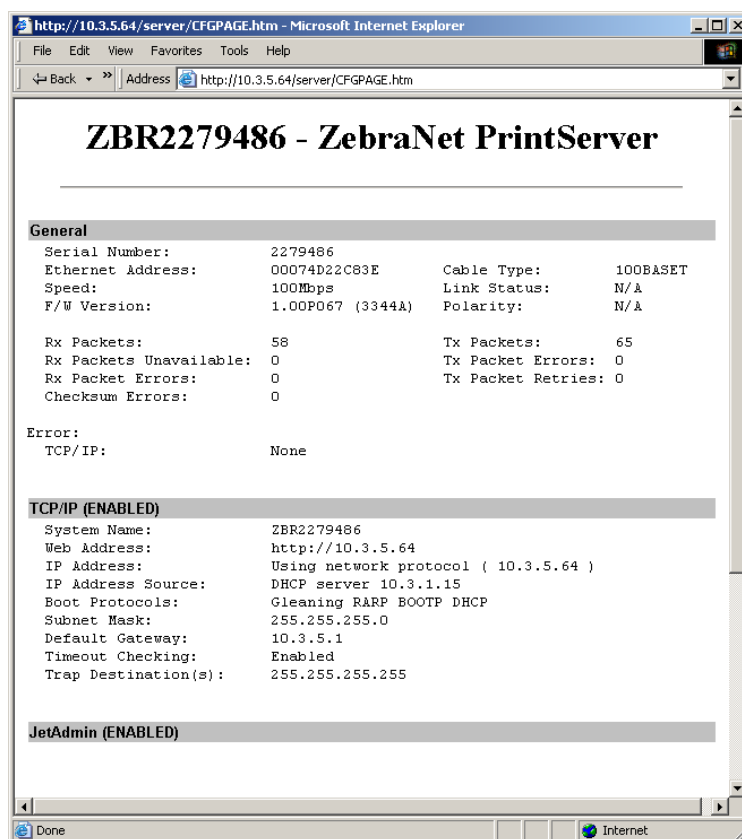 http://10.3.5.64/server/CFGPAGE.htm - Microsoft Internet Explorer
File Edit View Favorites Tools Help
Back » Address http://10.3.5.64/server/CFGPAGE.htm
ZBR2279486 - ZebraNet PrintServer
General
Serial Number: 2279486
Ethernet Address: 00074D22C83E Cable Type: 100BASET
Speed: 100Mbps Link Status: N/A
F/W Version: 1.00P067 (3344A) Polarity: N/A
Rx Packets: 58 Tx Packets: 65
Rx Packets Unavailable: 0 Tx Packet Errors: 0
Rx Packet Errors: 0 Tx Packet Retries: 0
Checksum Errors: 0
Error:
TCP/IP: None
TCP/IP (ENABLED)
System Name: ZBR2279486
Web Address: http://10.3.5.64
IP Address: Using network protocol ( 10.3.5.64 )
IP Address Source: DHCP server 10.3.1.15
Boot Protocols: Gleaning RARP BOOTP DHCP
Subnet Mask: 255.255.255.0
Default Gateway: 10.3.5.1
Timeout Checking: Enabled
Trap Destination(s): 255.255.255.255
JetAdmin (ENABLED)
Done Internet